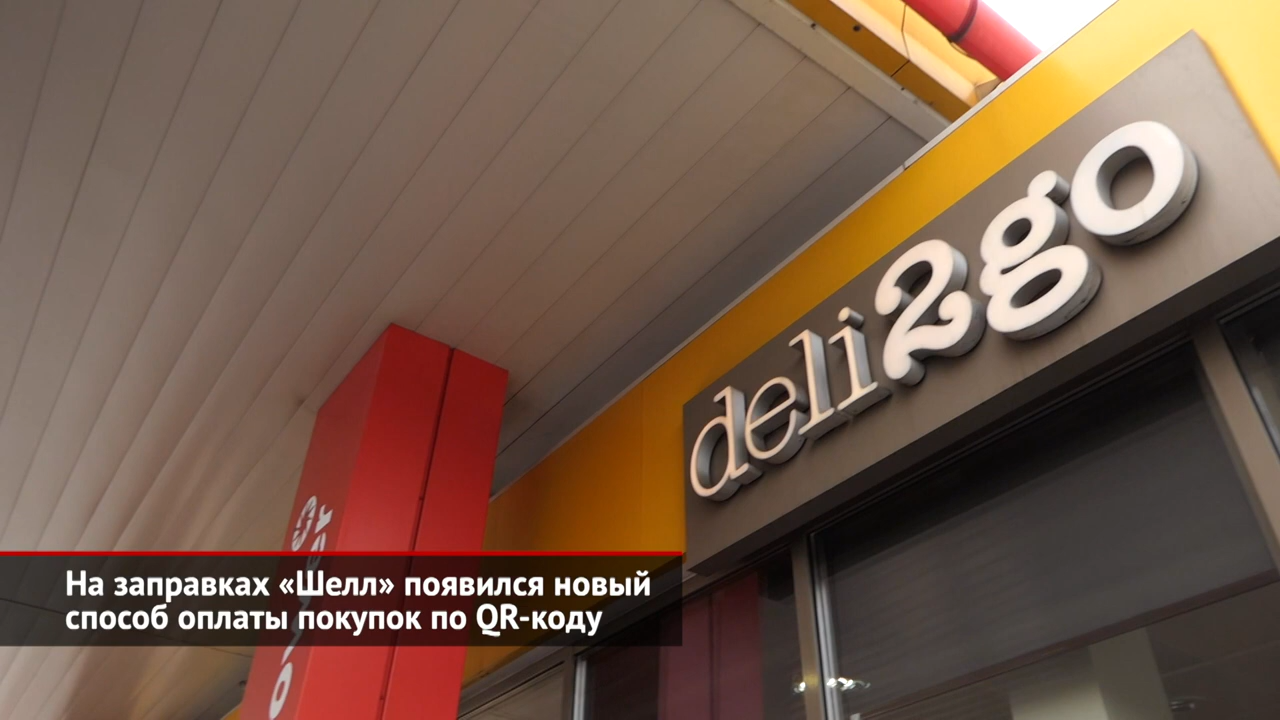 deli2go
На заправках «Шелл» появился новый
способ оплаты покупок по QR-коду